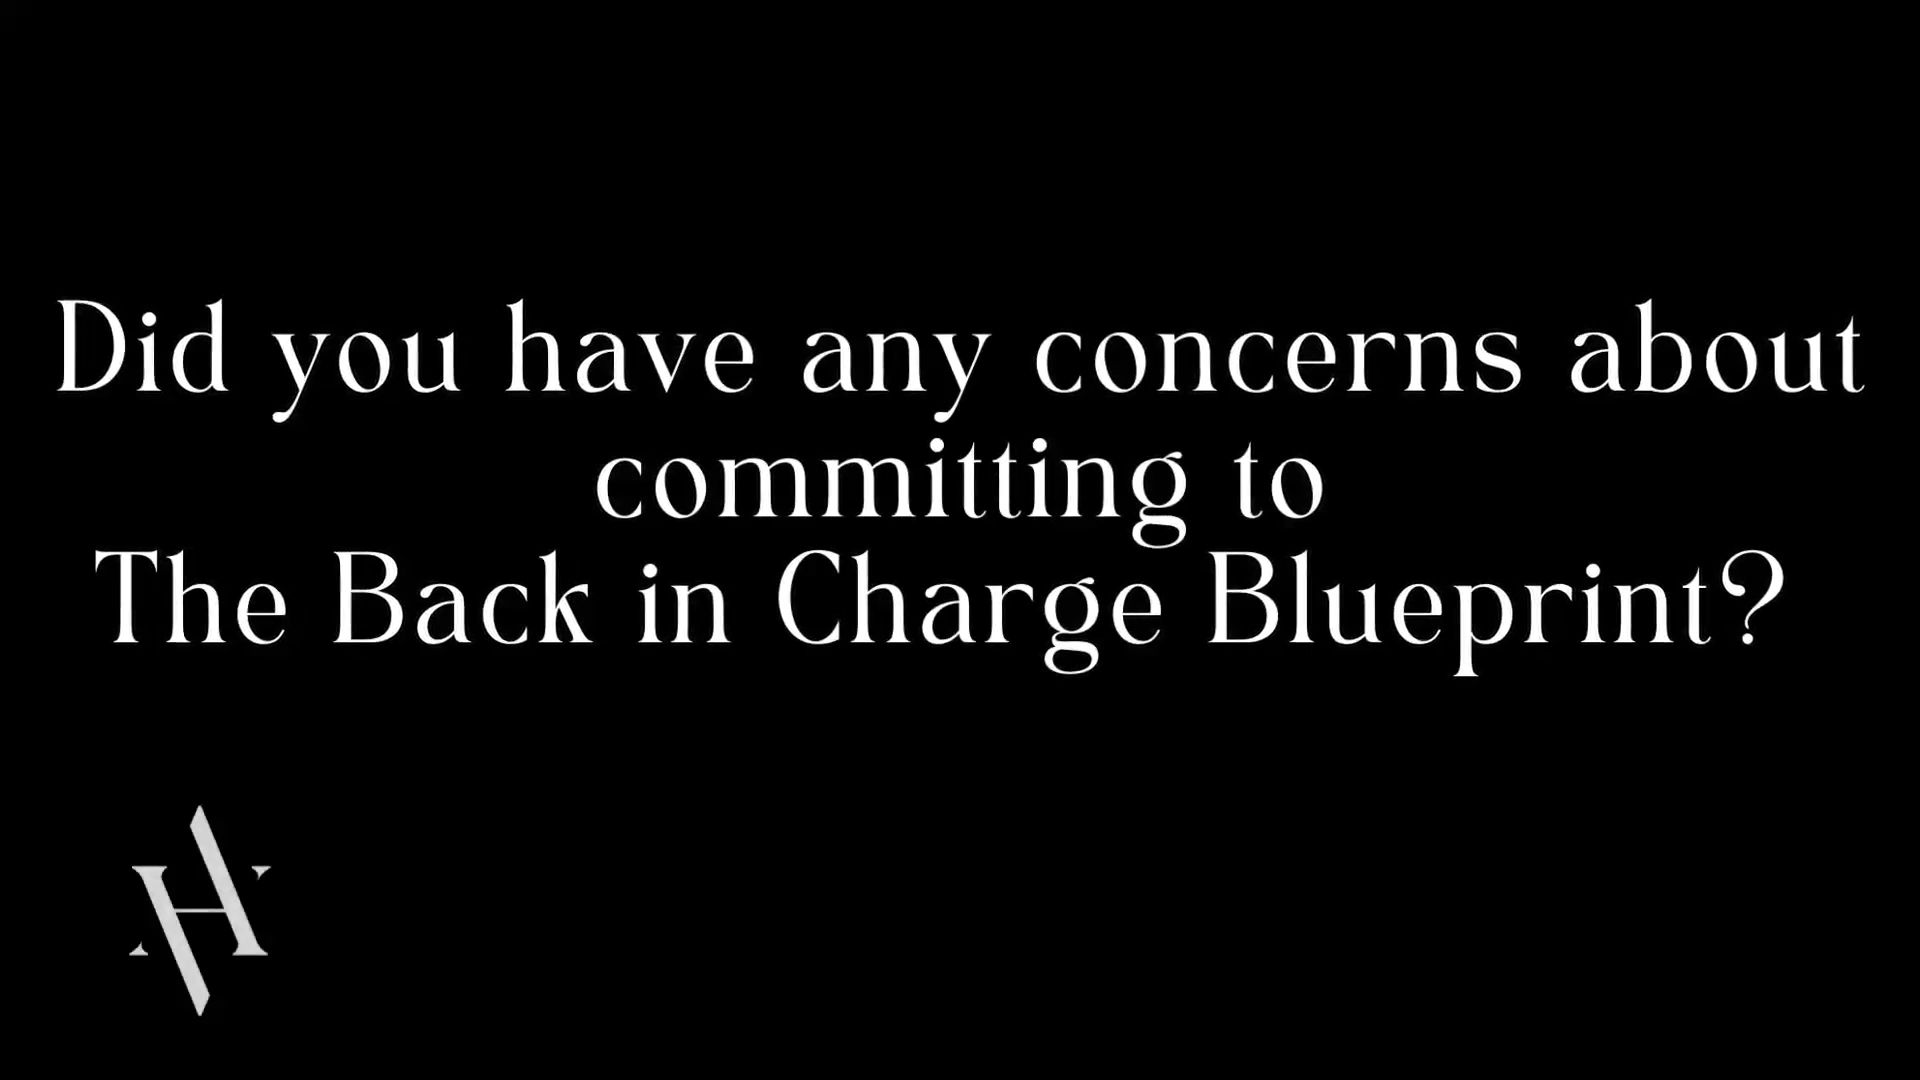 Did you have any concerns about
committing to
The Back in Charge Blueprint?